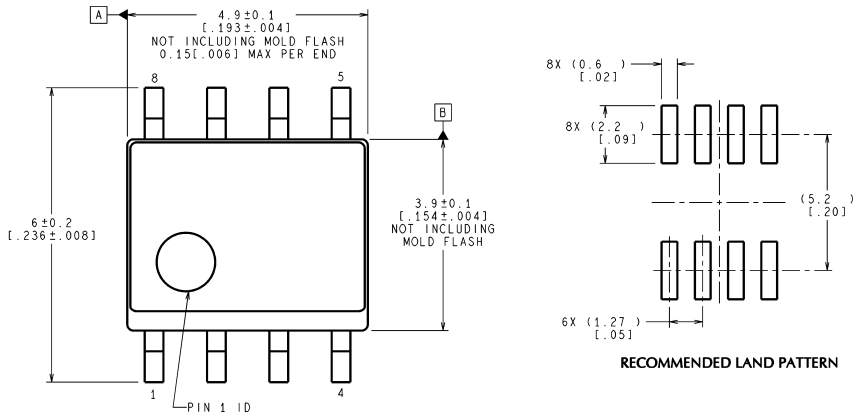 A
4.9±0.1
[.193±.004]
NOT INCLUDING MOLD FLASH
0.15[.006] MAX PER END
8
5
B
6±0.2
[.236±.008]
3.9±0.1
[.154±.004]
NOT INCLUDING
MOLD FLASH
1
4
PIN 1 ID
8X (0.6 )
[.02]
8X (2.2 )
[.09]
(5.2 )
[.20]
6X (1.27 )
[.05]
RECOMMENDED LAND PATTERN